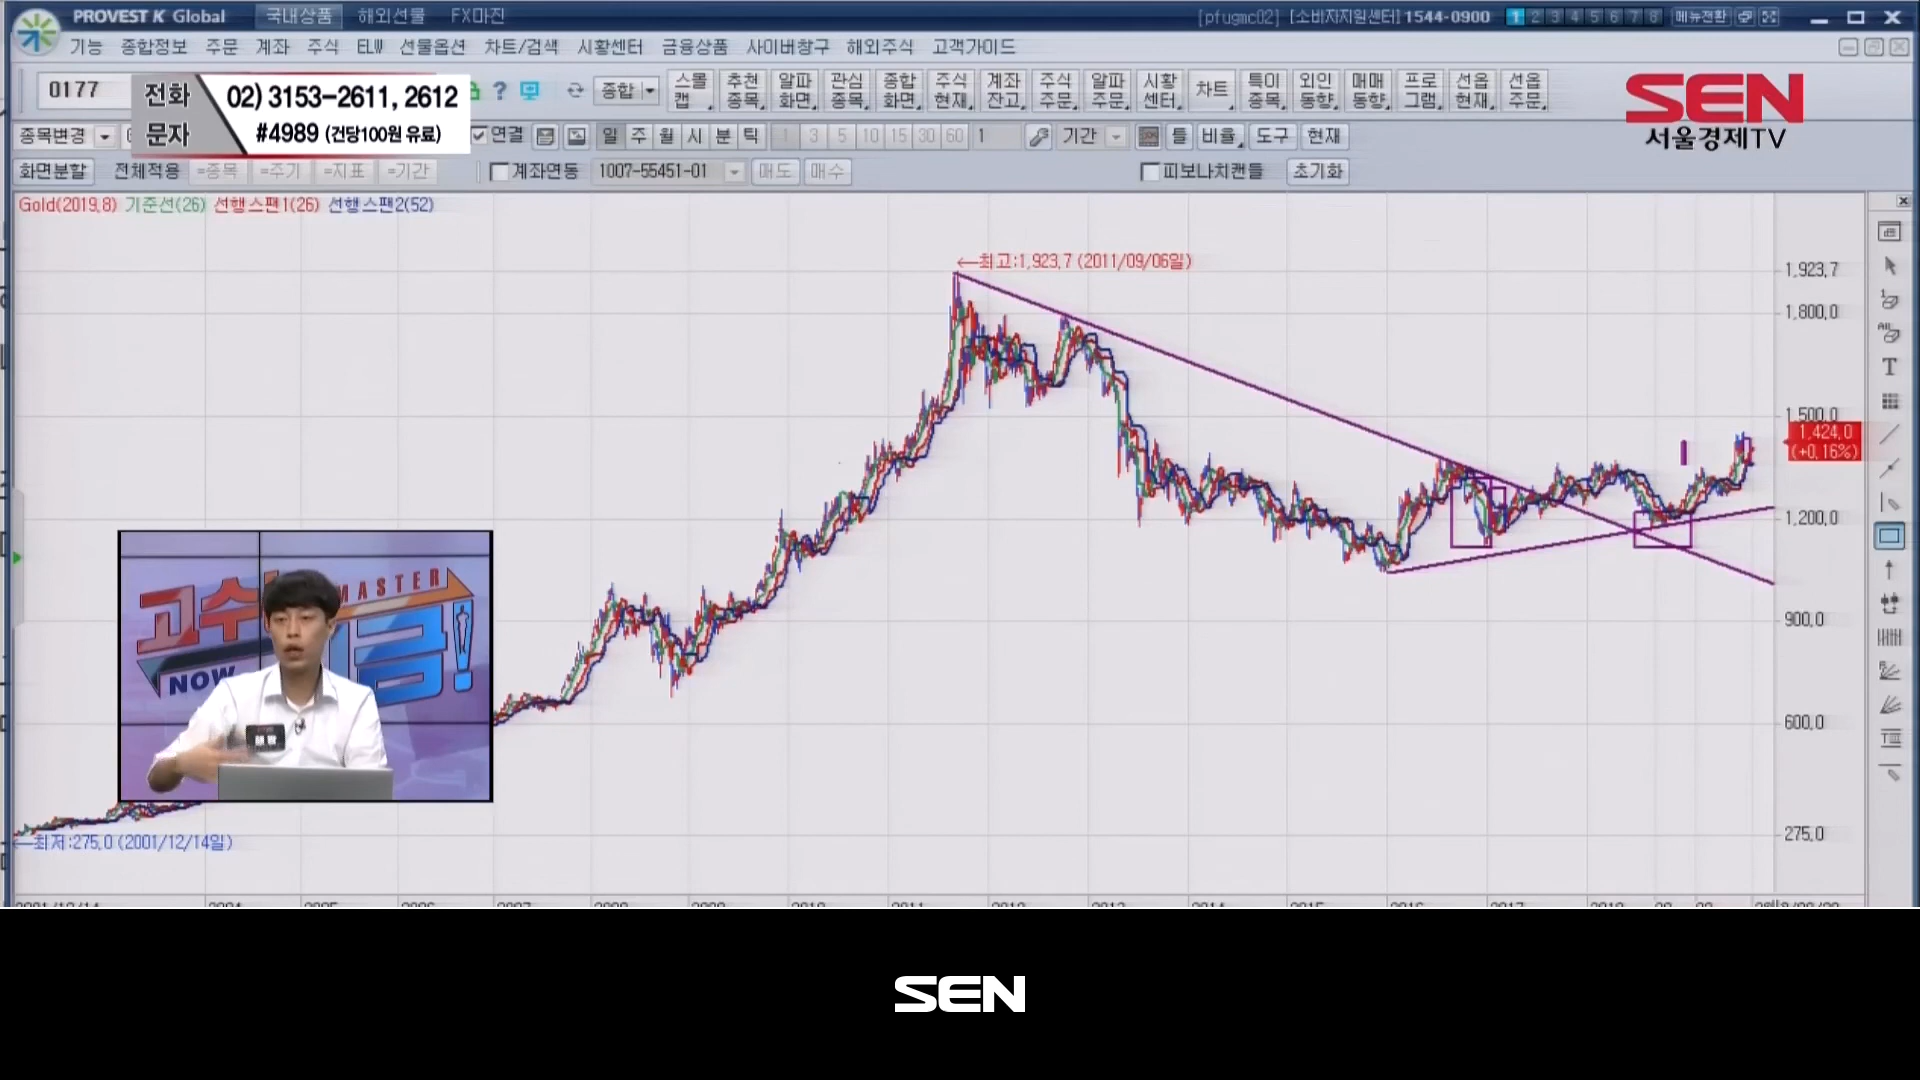 PROVEST K Global 국내상품 해외선물 FX마진
[pfugmc02] [소비자지원센터] 1544-0900 1 2 3 4 5 6 7 8 메뉴전환
기능 종합정보 주문 계좌 주식 ELW 선물옵션 차트/검색 시황센터 금융상품 사이버창구 해외주식 고객가이드
0177
전화 02) 3153-2611, 2612
문자 #4989 (건당100원 유료)
? 종합
스몰캡 추천종목 알파화면 관심종목 종합화면 주식현재 계좌잔고 주식주문 알파주문 시황센터 차트 특이종목 외인동향 매매동향 프로그램 선옵현재 선옵주문
SEN
서울경제TV
종목변경 연결 일 주 월 시 분 틱 1 3 5 10 15 30 60 1 기간 틀 비율 도구 현재
화면분할 전체적용 =종목 =주기 =지표 =기간 계좌연동 1007-55451-01 매도 매수 피보나치캔들 초기화
Gold(2019.8) 기준선(26) 선행스팬1(26) 선행스팬2(52)
←최고:1,923.7 (2011/09/06일)
1,923.7
1,800.0
1,500.0
1,424.0
(+0.16%)
1,200.0
900.0
600.0
275.0
←최저:275.0 (2001/12/14일)
고수 MASTER
NOW 금!
SEN